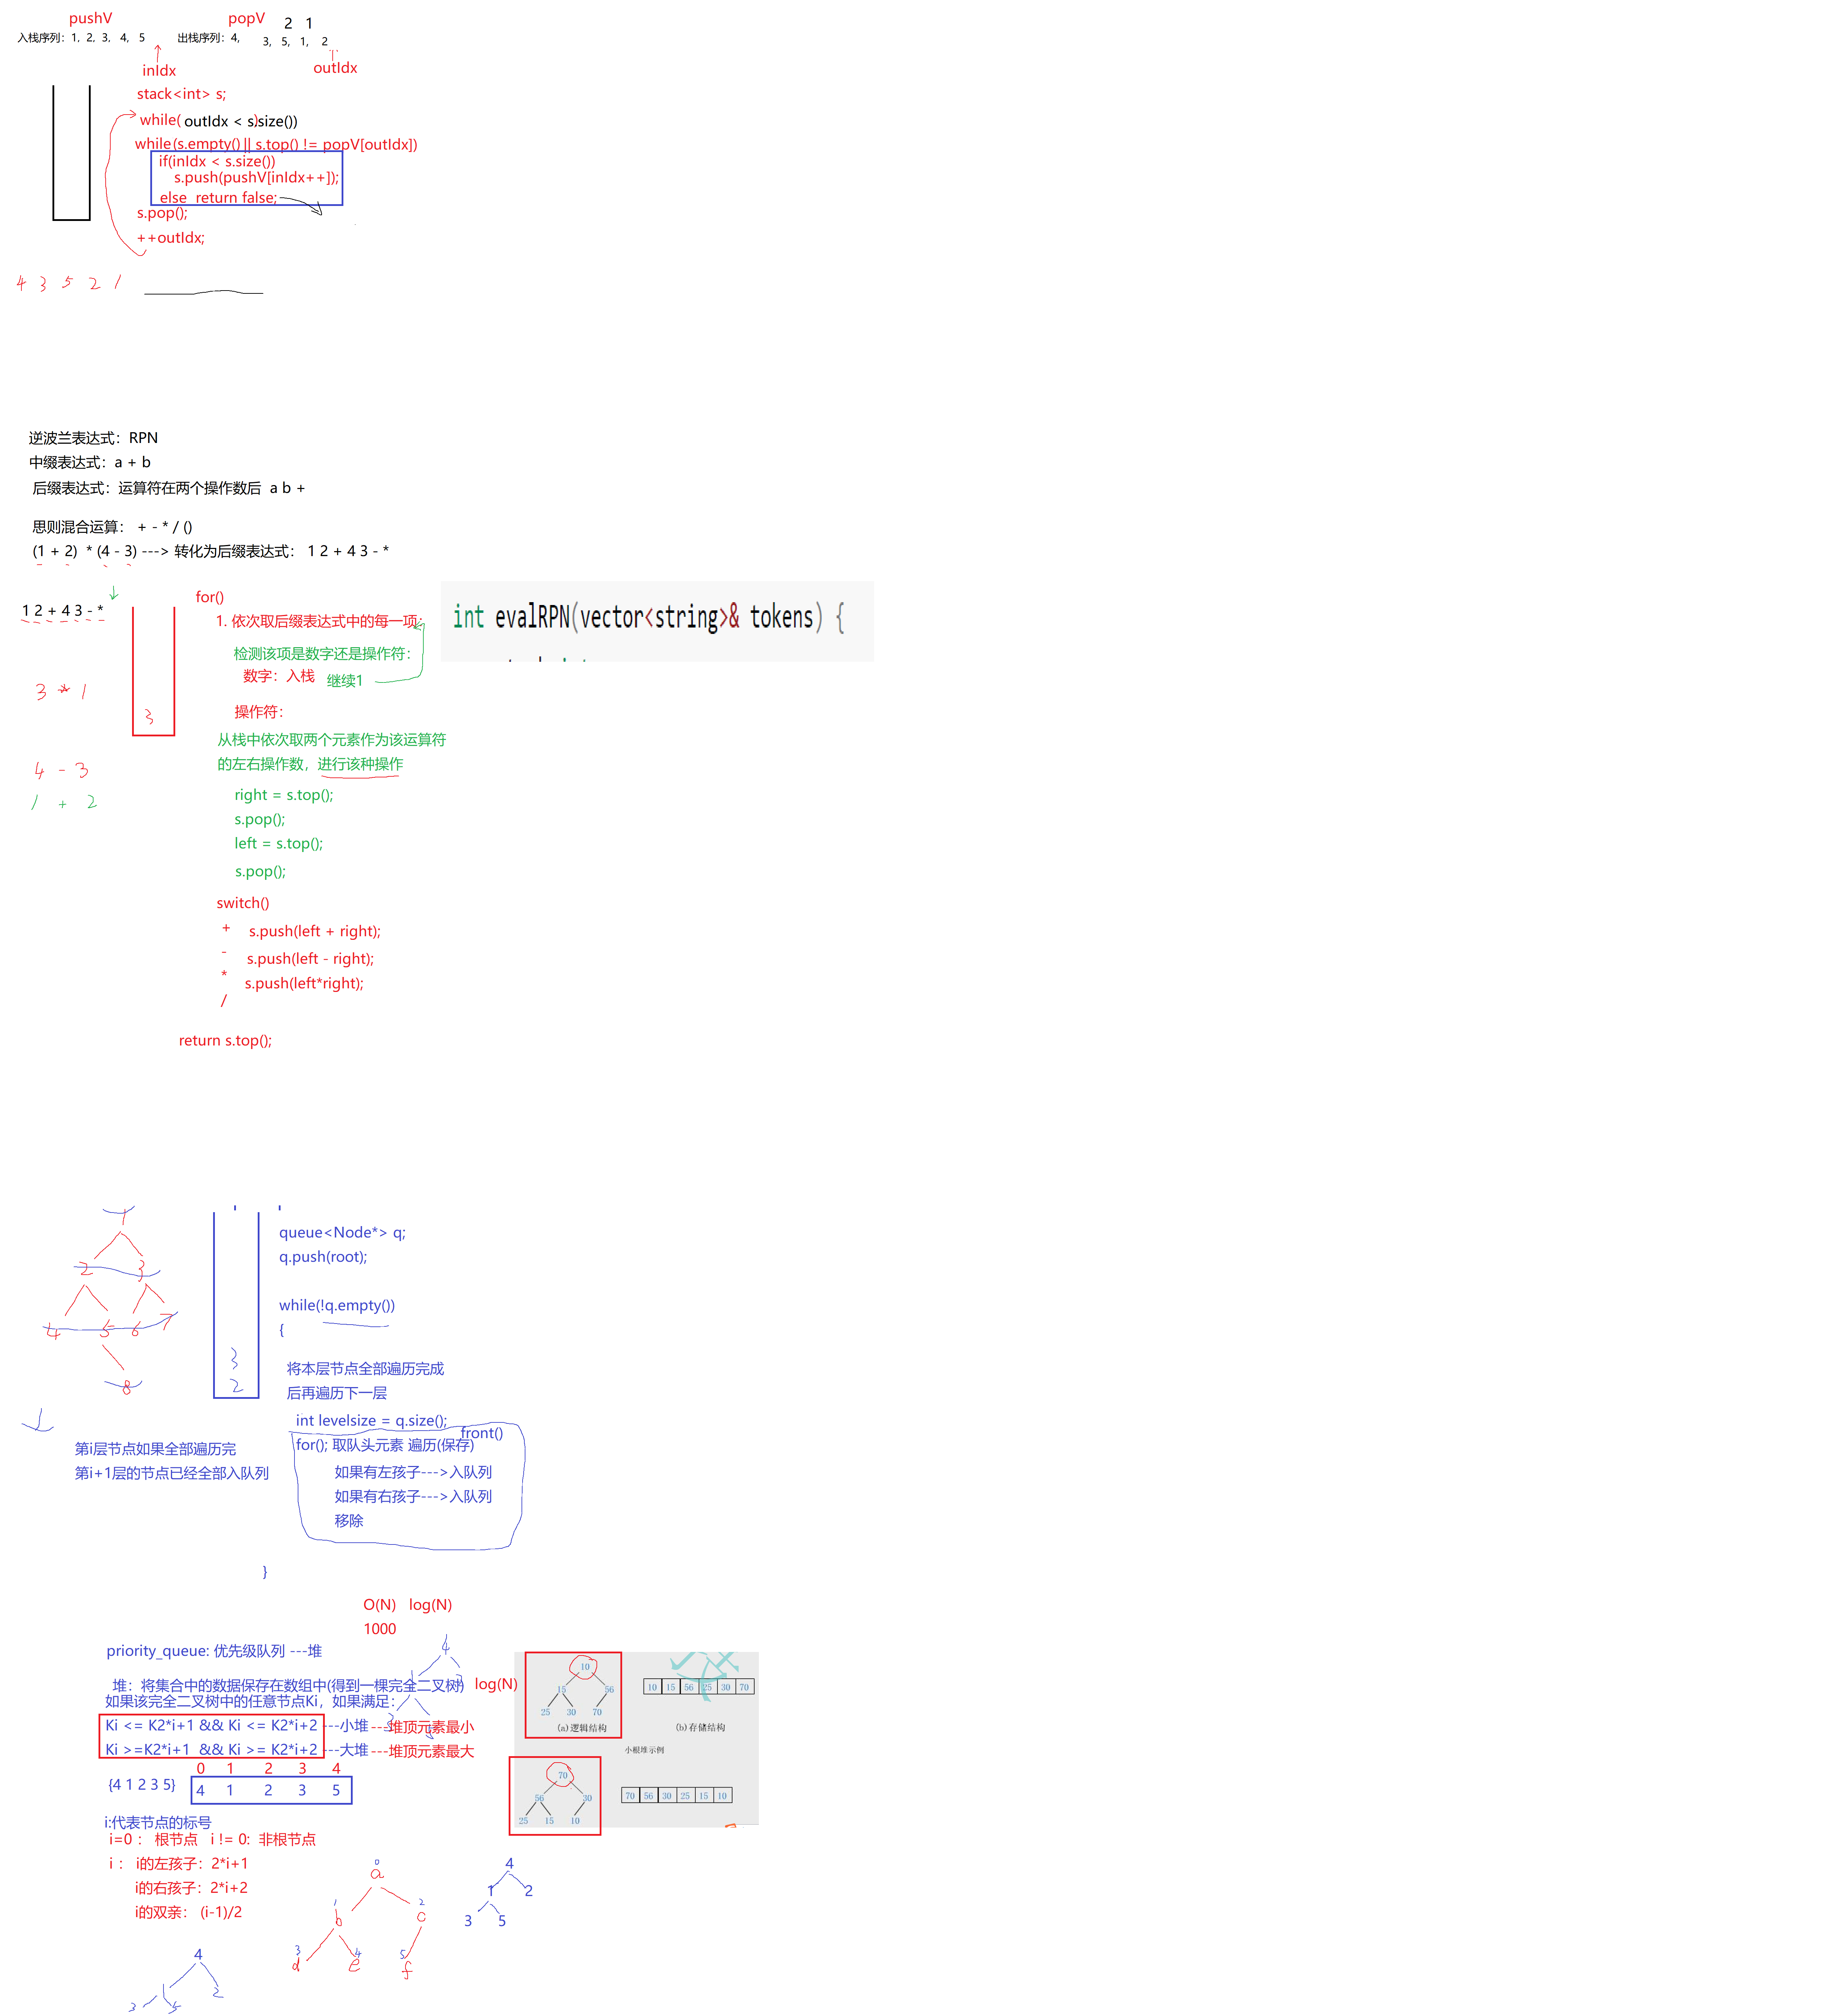 pushV popV 2 1
入栈序列：1，2，3， 4， 5 出栈序列：4， 3， 5， 1， 2
inIdx outIdx
stack<int> s;
while( outIdx < s.size())
while(s.empty() || s.top() != popV[outIdx])
if(inIdx < s.size())
s.push(pushV[inIdx++]);
else return false;
s.pop();
++outIdx;
4 3 5 2 1
逆波兰表达式：RPN
中缀表达式：a + b
后缀表达式：运算符在两个操作数后 a b +
思则混合运算： + - * / ()
(1 + 2) * (4 - 3) ---> 转化为后缀表达式： 1 2 + 4 3 - *
1 2 + 4 3 - *
3 * 1
3
4 - 3
1 + 2
for()
1. 依次取后缀表达式中的每一项：
检测该项是数字还是操作符：
数字：入栈 继续1
操作符：
从栈中依次取两个元素作为该运算符
的左右操作数，进行该种操作
right = s.top();
s.pop();
left = s.top();
s.pop();
switch()
+ s.push(left + right);
- s.push(left - right);
* s.push(left*right);
/
return s.top();
int evalRPN(vector<string>& tokens) {
1
2 3
4 5 6 7
8
3
2
queue<Node*> q;
q.push(root);
while(!q.empty())
{
将本层节点全部遍历完成
后再遍历下一层
int levelsize = q.size();
front()
for(); 取队头元素 遍历(保存)
如果有左孩子--->入队列
如果有右孩子--->入队列
移除
}
第i层节点如果全部遍历完
第i+1层的节点已经全部入队列
O(N) log(N)
1000
priority_queue: 优先级队列 ---堆
4
堆：将集合中的数据保存在数组中(得到一棵完全二叉树) log(N)
如果该完全二叉树中的任意节点Ki，如果满足：
Ki <= K2*i+1 && Ki <= K2*i+2 ---小堆 ---堆顶元素最小
Ki >=K2*i+1 && Ki >= K2*i+2 ---大堆 ---堆顶元素最大
0 1 2 3 4
{4 1 2 3 5} 4 1 2 3 5
i:代表节点的标号
i=0： 根节点 i != 0: 非根节点
i： i的左孩子：2*i+1
i的右孩子：2*i+2
i的双亲： (i-1)/2
10
15 56
25 30 70
(a)逻辑结构
10 15 56 25 30 70
(b)存储结构
小根堆示例
70
56 30
25 15 10
70 56 30 25 15 10
0
a
1 2
b c
3 4 5
d e f
4
1 2
3 5
4
1 2
3 5